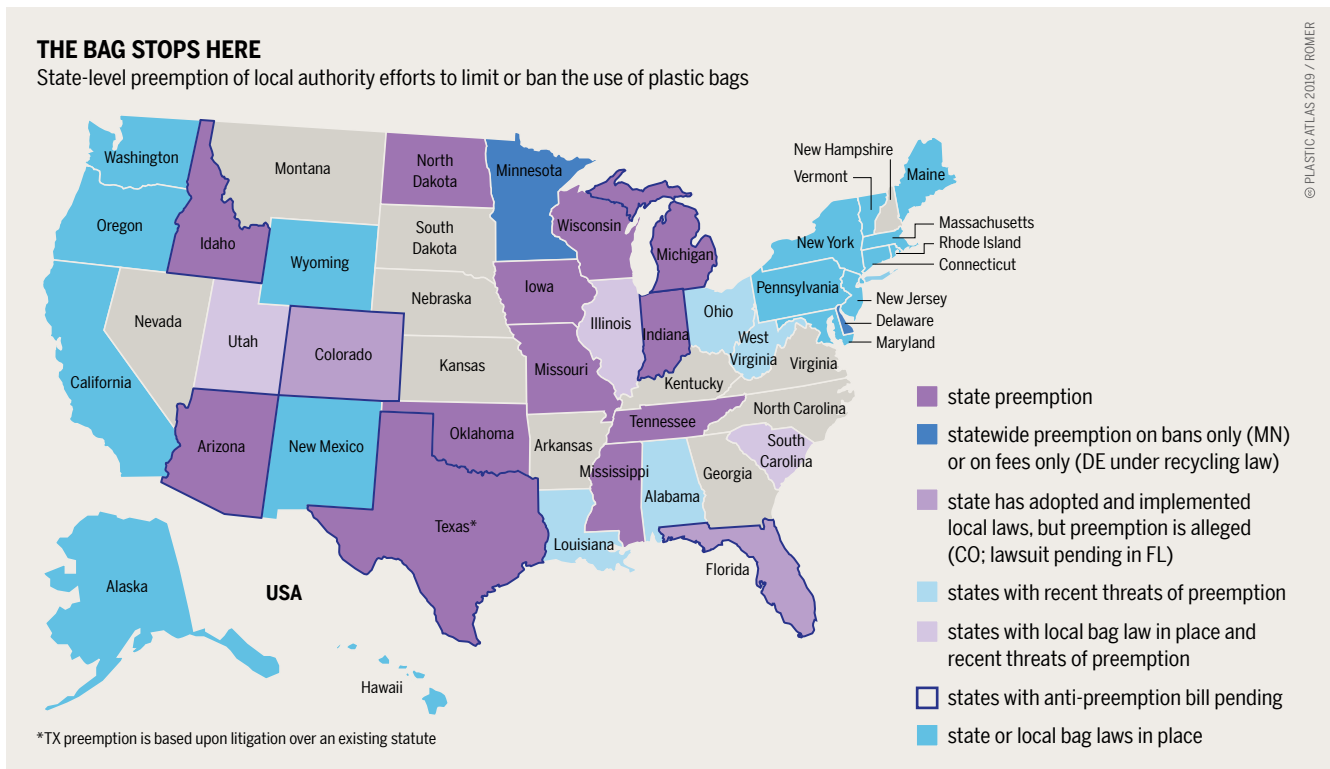 THE BAG STOPS HERE
State-level preemption of local authority efforts to limit or ban the use of plastic bags
© PLASTIC ATLAS 2019 / ROMER
Washington
Oregon
California
Idaho
Montana
Wyoming
Nevada
Utah
Colorado
Arizona
New Mexico
North
Dakota
South
Dakota
Nebraska
Kansas
Oklahoma
Texas*
Minnesota
Iowa
Missouri
Arkansas
Louisiana
Wisconsin
Illinois
Michigan
Indiana
Ohio
Kentucky
Tennessee
Mississippi
Alabama
Georgia
Florida
South
Carolina
North Carolina
Virginia
West
Virginia
Pennsylvania
New York
New Hampshire
Vermont
Maine
Massachusetts
Rhode Island
Connecticut
New Jersey
Delaware
Maryland
Alaska
USA
Hawaii
state preemption
statewide preemption on bans only (MN)
or on fees only (DE under recycling law)
state has adopted and implemented
local laws, but preemption is alleged
(CO; lawsuit pending in FL)
states with recent threats of preemption
states with local bag law in place and
recent threats of preemption
states with anti-preemption bill pending
state or local bag laws in place
*TX preemption is based upon litigation over an existing statute